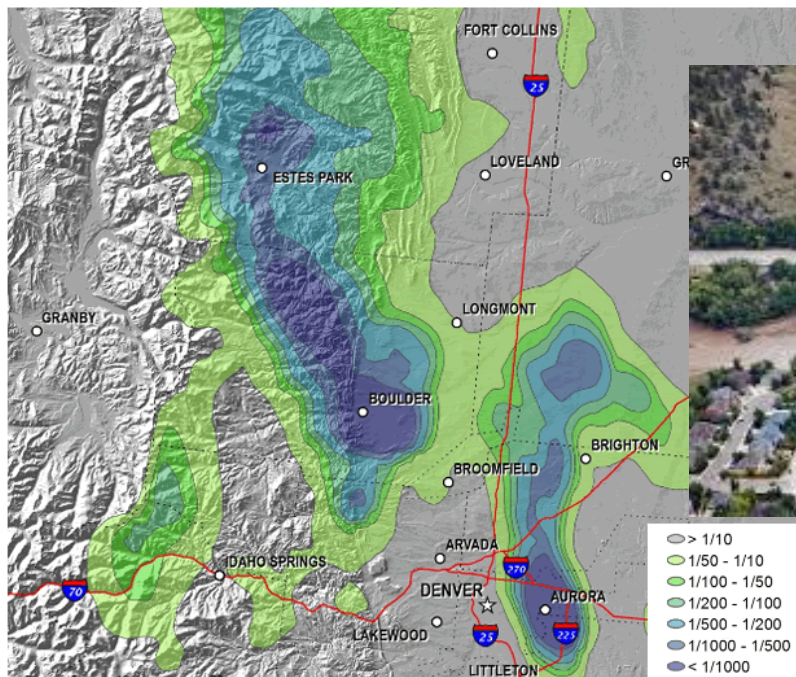 FORT COLLINS
25
LOVELAND
GR
ESTES PARK
LONGMONT
GRANBY
BOULDER
BRIGHTON
BROOMFIELD
ARVADA
IDAHO SPRINGS
270
70
DENVER
AURORA
LAKEWOOD
25
225
LITTLETON
> 1/10
1/50 - 1/10
1/100 - 1/50
1/200 - 1/100
1/500 - 1/200
1/1000 - 1/500
< 1/1000